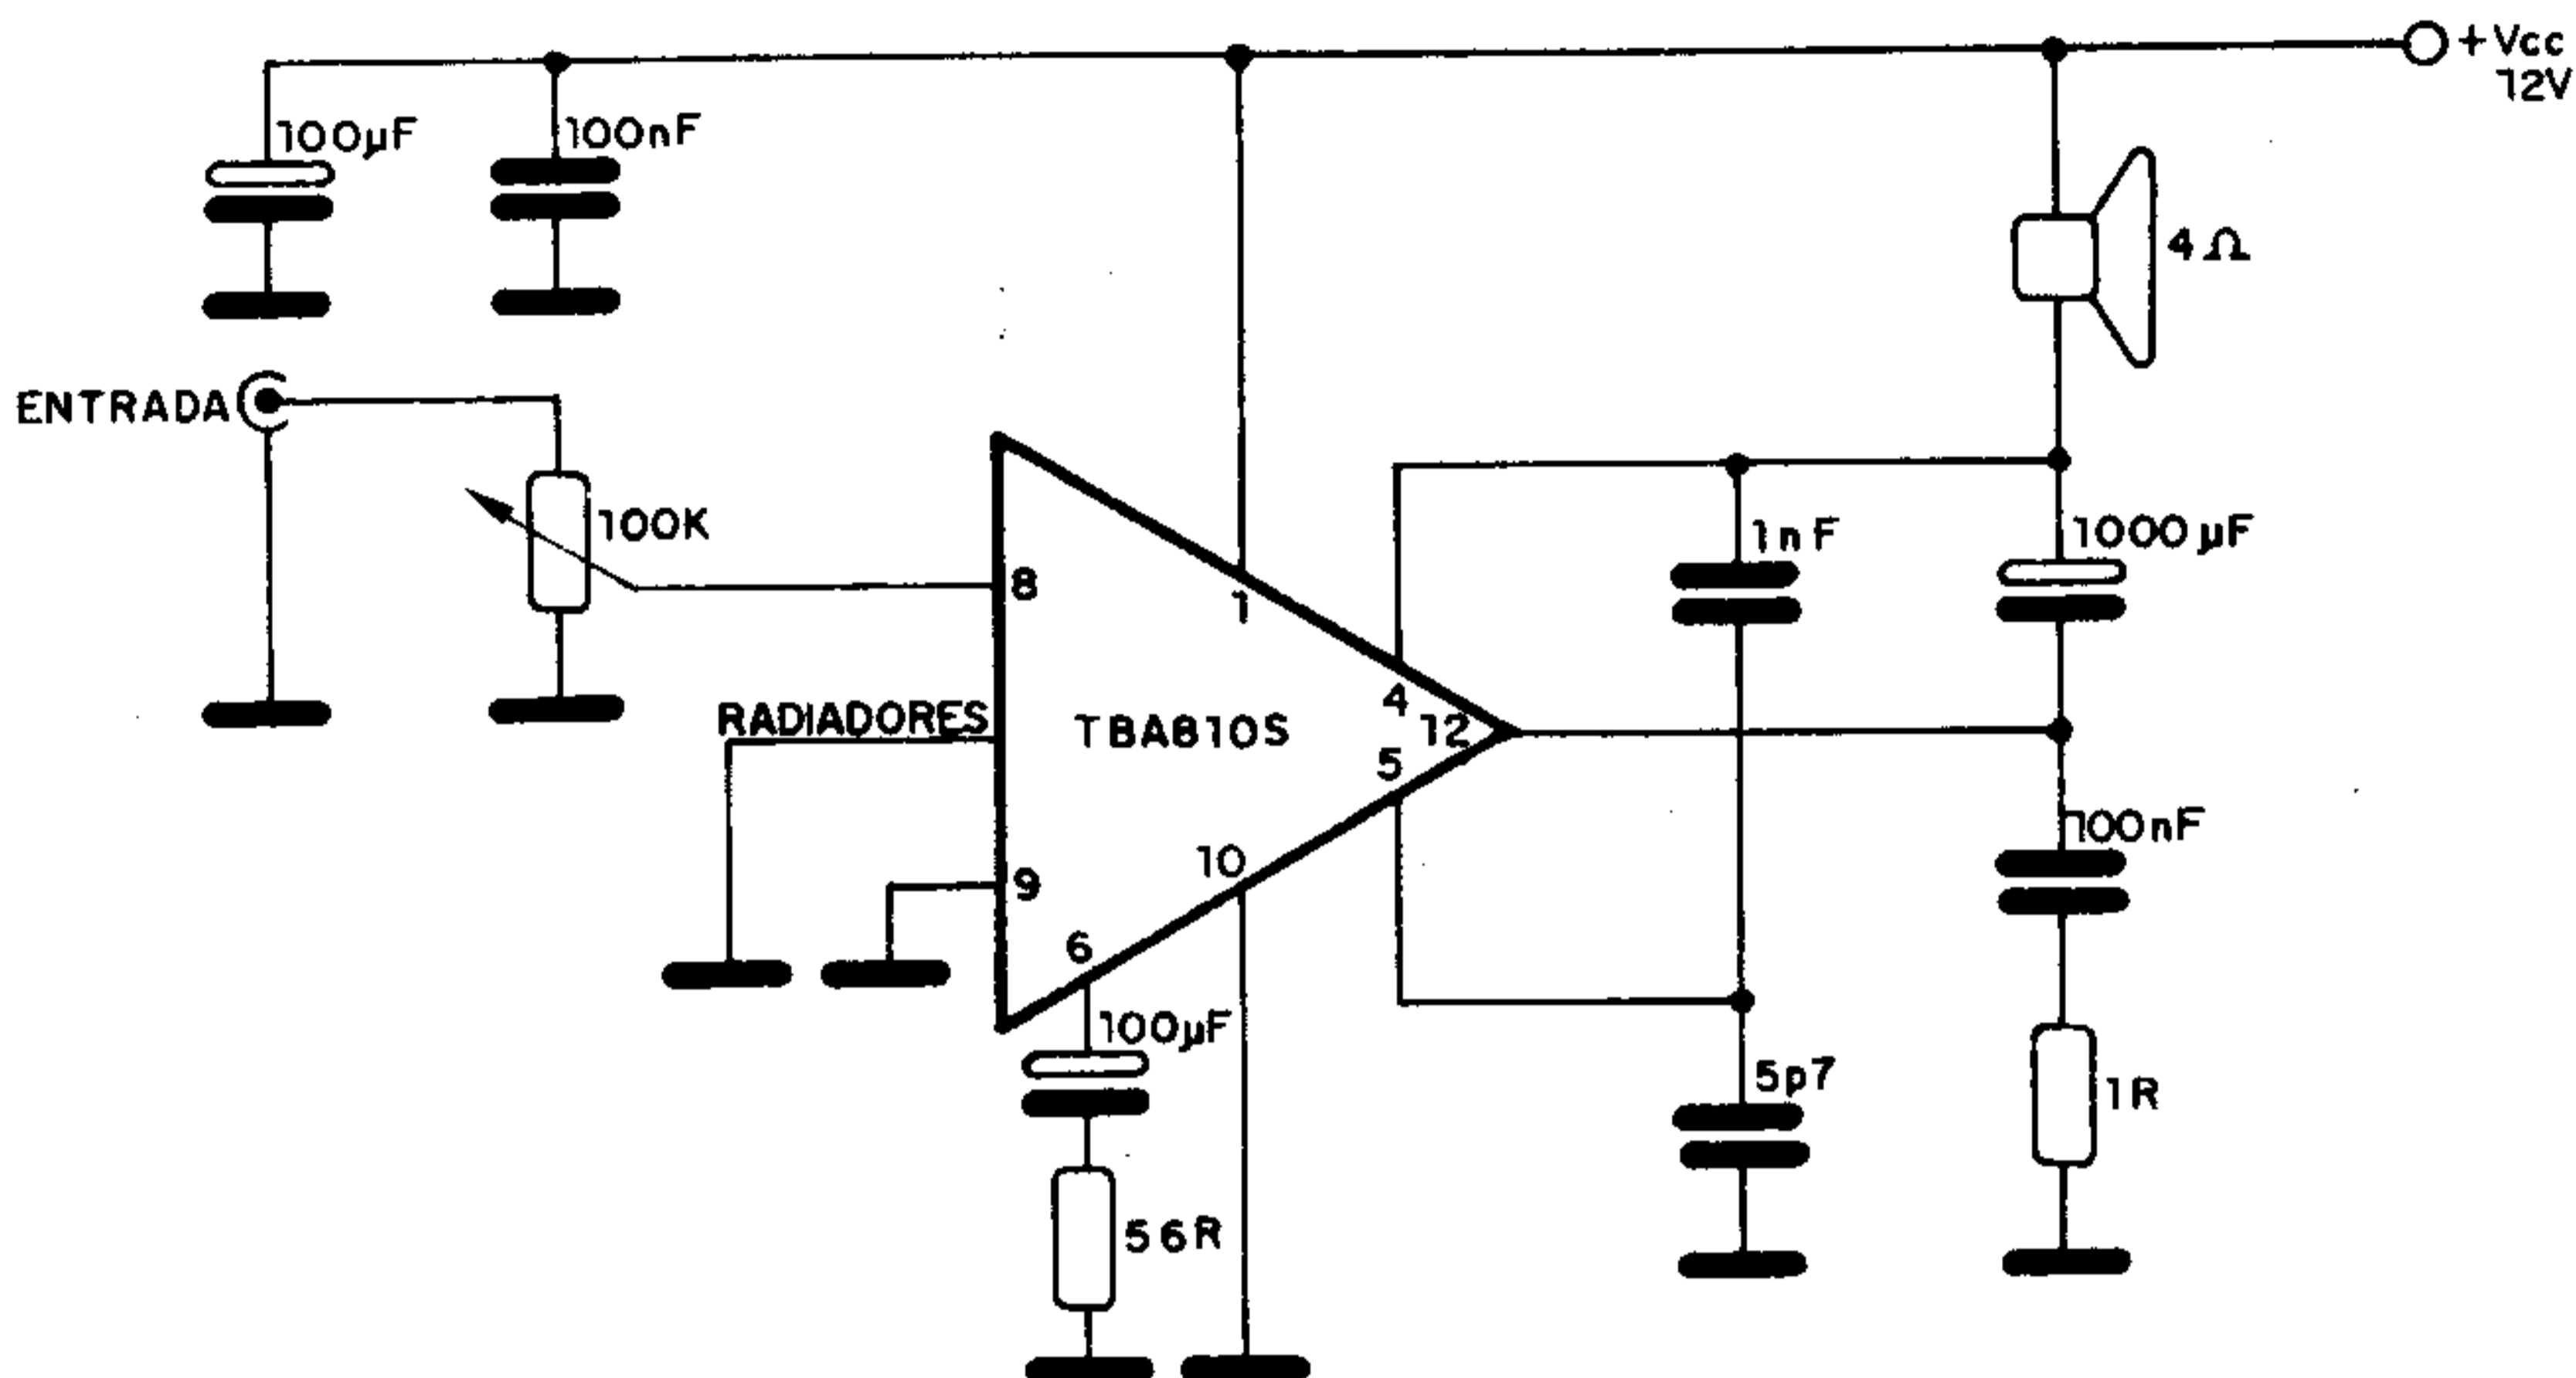 +Vcc
12V
100µF
100nF
4Ω
ENTRADA
100K
1nF
1000µF
8
1
4
RADIADORES
TBA810S
12
5
100nF
10
9
6
100µF
5p7
1R
56R